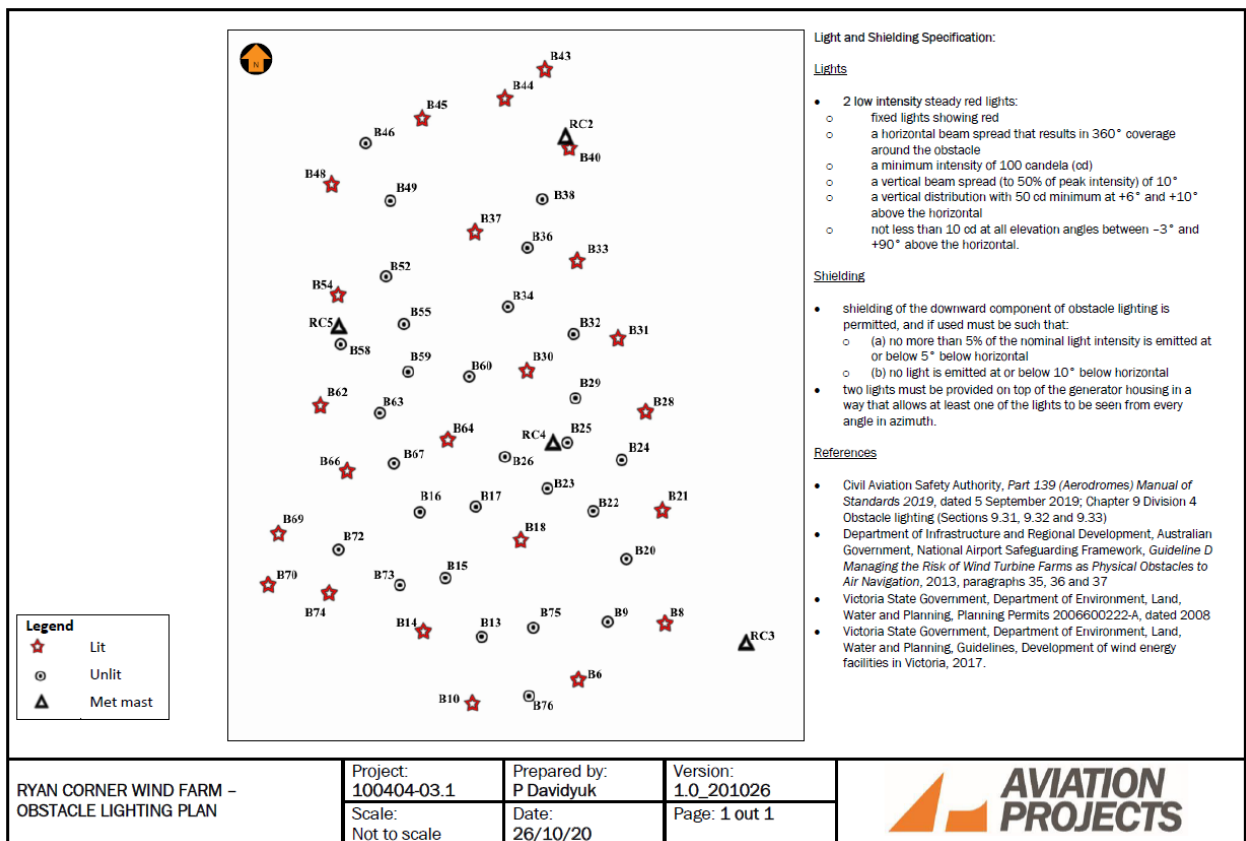 N
B43
B44
B45
RC2
B46
B40
B48
B49
B38
B37
B36
B33
B52
B54
B34
RC5
B55
B32
B31
B58
B59
B60
B30
B29
B62
B63
B28
B64
RC4
B25
B24
B66
B67
B26
B23
B16
B17
B22
B21
B69
B18
B72
B20
B15
B70
B73
B74
B75
B9
B8
B14
B13
RC3
B6
B10
B76
Legend
Lit
Unlit
Met mast
Light and Shielding Specification:
Lights
• 2 low intensity steady red lights:
o fixed lights showing red
o a horizontal beam spread that results in 360° coverage
around the obstacle
o a minimum intensity of 100 candela (cd)
o a vertical beam spread (to 50% of peak intensity) of 10°
o a vertical distribution with 50 cd minimum at +6° and +10°
above the horizontal
o not less than 10 cd at all elevation angles between –3° and
+90° above the horizontal.
Shielding
• shielding of the downward component of obstacle lighting is
permitted, and if used must be such that:
o (a) no more than 5% of the nominal light intensity is emitted at
or below 5° below horizontal
o (b) no light is emitted at or below 10° below horizontal
• two lights must be provided on top of the generator housing in a
way that allows at least one of the lights to be seen from every
angle in azimuth.
References
• Civil Aviation Safety Authority, Part 139 (Aerodromes) Manual of
Standards 2019, dated 5 September 2019; Chapter 9 Division 4
Obstacle lighting (Sections 9.31, 9.32 and 9.33)
• Department of Infrastructure and Regional Development, Australian
Government, National Airport Safeguarding Framework, Guideline D
Managing the Risk of Wind Turbine Farms as Physical Obstacles to
Air Navigation, 2013, paragraphs 35, 36 and 37
• Victoria State Government, Department of Environment, Land,
Water and Planning, Planning Permits 2006600222-A, dated 2008
• Victoria State Government, Department of Environment, Land,
Water and Planning, Guidelines, Development of wind energy
facilities in Victoria, 2017.
RYAN CORNER WIND FARM –
OBSTACLE LIGHTING PLAN
Project:
100404-03.1
Prepared by:
P Davidyuk
Version:
1.0_201026
Scale:
Not to scale
Date:
26/10/20
Page: 1 out 1
AVIATION
PROJECTS